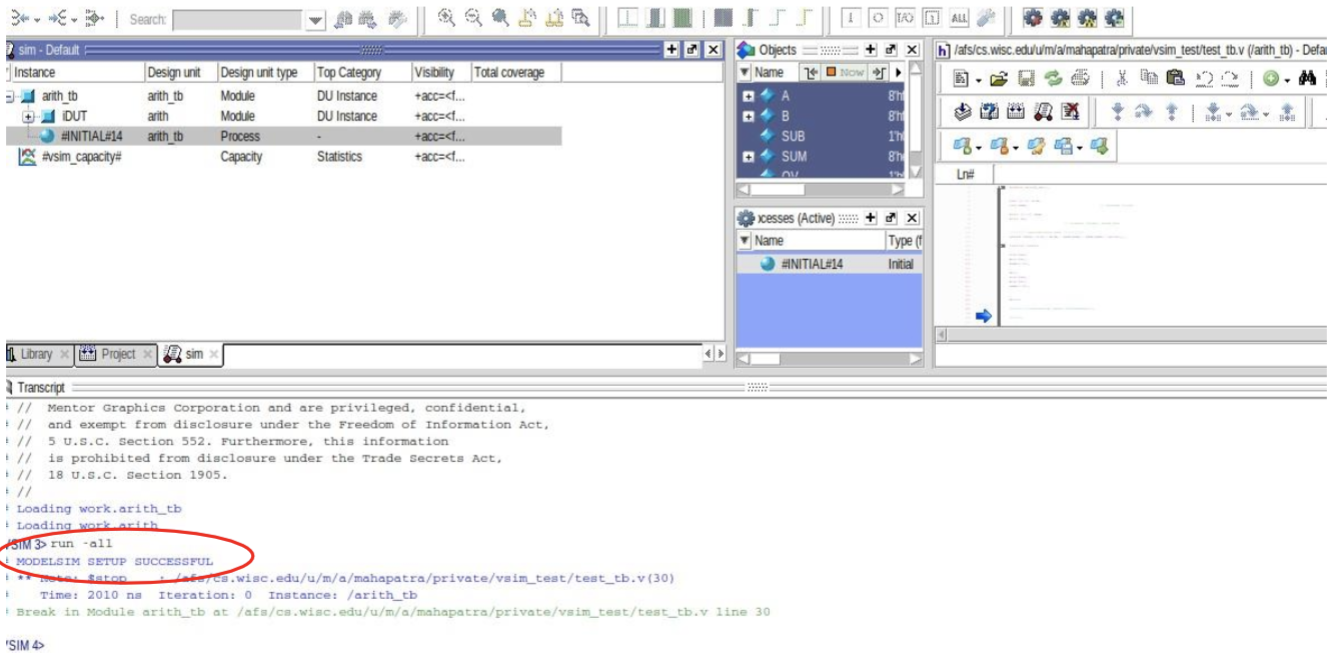 Search:
I O I/O ALL
sim - Default
Instance Design unit Design unit type Top Category Visibility Total coverage
arith_tb arith_tb Module DU Instance +acc=<f...
iDUT arith Module DU Instance +acc=<f...
#INITIAL#14 arith_tb Process - +acc=<f...
#vsim_capacity# Capacity Statistics +acc=<f...
Library Project sim
Objects
Name Now
A 8'h
B 8'h
SUB 1'h
SUM 8'h
OV 1'h
cesses (Active)
Name Type (f
#INITIAL#14 Initial
h /afs/cs.wisc.edu/u/m/a/mahapatra/private/vsim_test/test_tb.v (/arith_tb) - Defau
Ln#
Transcript
# // Mentor Graphics Corporation and are privileged, confidential,
# // and exempt from disclosure under the Freedom of Information Act,
# // 5 U.S.C. Section 552. Furthermore, this information
# // is prohibited from disclosure under the Trade Secrets Act,
# // 18 U.S.C. Section 1905.
# //
# Loading work.arith_tb
# Loading work.arith
VSIM 3> run -all
# MODELSIM SETUP SUCCESSFUL
# ** Note: $stop : /afs/cs.wisc.edu/u/m/a/mahapatra/private/vsim_test/test_tb.v(30)
# Time: 2010 ns Iteration: 0 Instance: /arith_tb
# Break in Module arith_tb at /afs/cs.wisc.edu/u/m/a/mahapatra/private/vsim_test/test_tb.v line 30
VSIM 4>